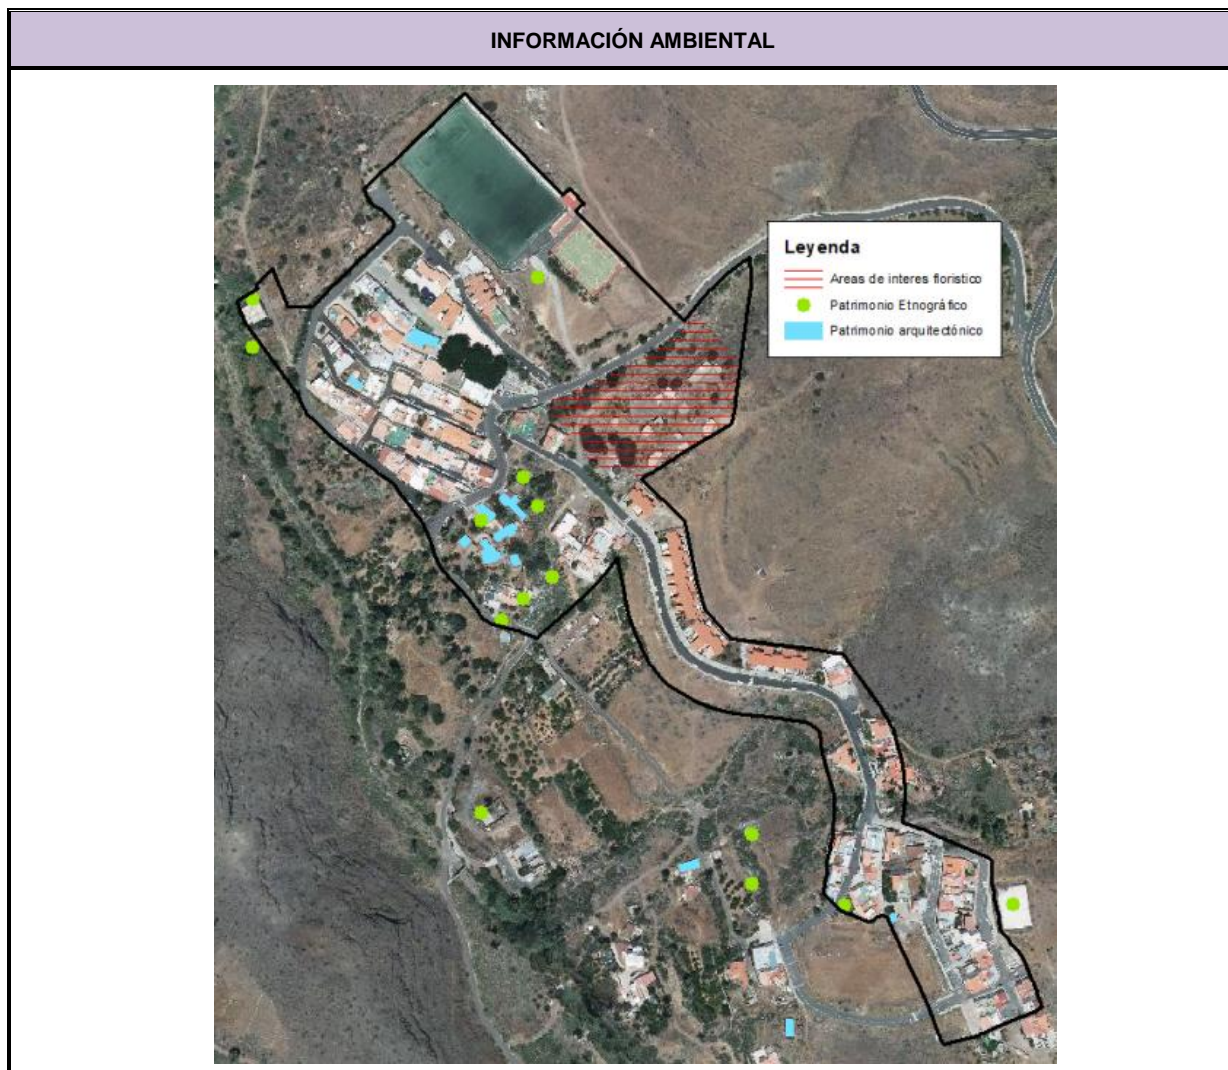 INFORMACIÓN AMBIENTAL
Leyenda
Areas de interes floristico
Patrimonio Etnográfico
Patrimonio arquitectónico